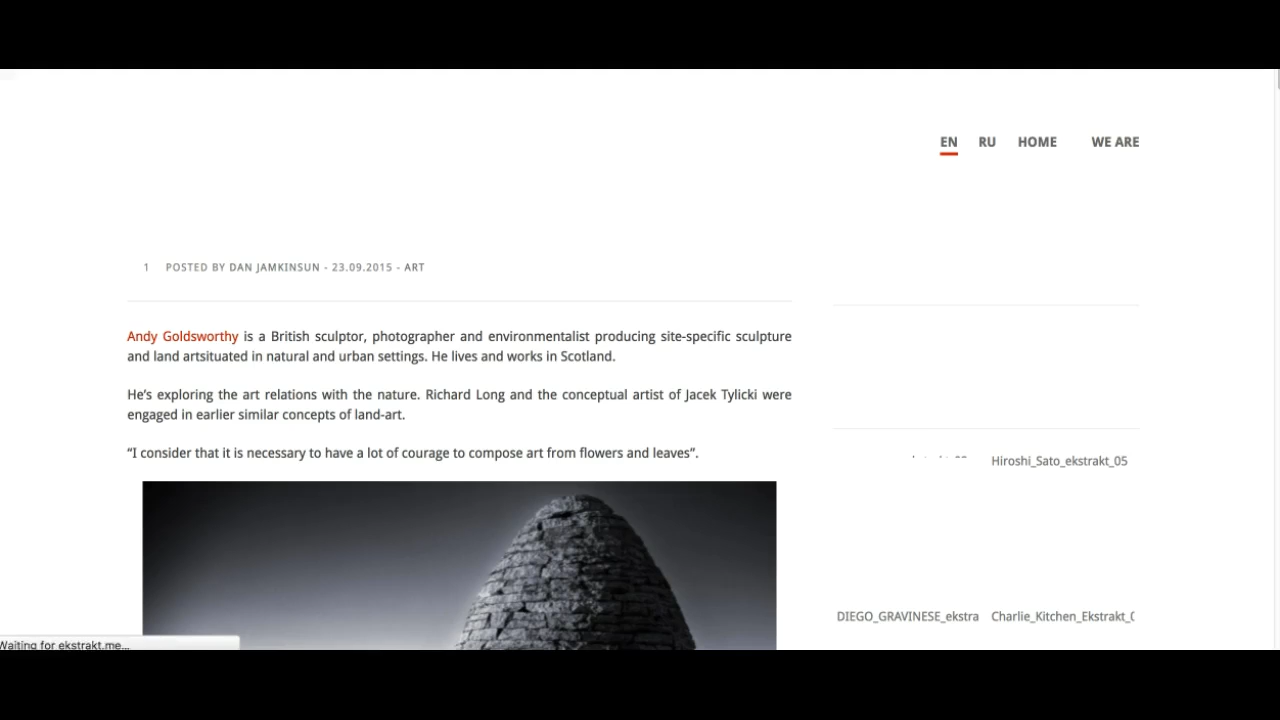 EN RU HOME WE ARE
1 POSTED BY DAN JAMKINSUN - 23.09.2015 - ART
Andy Goldsworthy is a British sculptor, photographer and environmentalist producing site-specific sculpture
and land artsituated in natural and urban settings. He lives and works in Scotland.
He’s exploring the art relations with the nature. Richard Long and the conceptual artist of Jacek Tylicki were
engaged in earlier similar concepts of land-art.
“I consider that it is necessary to have a lot of courage to compose art from flowers and leaves”.
Hiroshi_Sato_ekstrakt_05
DIEGO_GRAVINESE_ekstra Charlie_Kitchen_Ekstrakt_0
Waiting for ekstrakt.me...